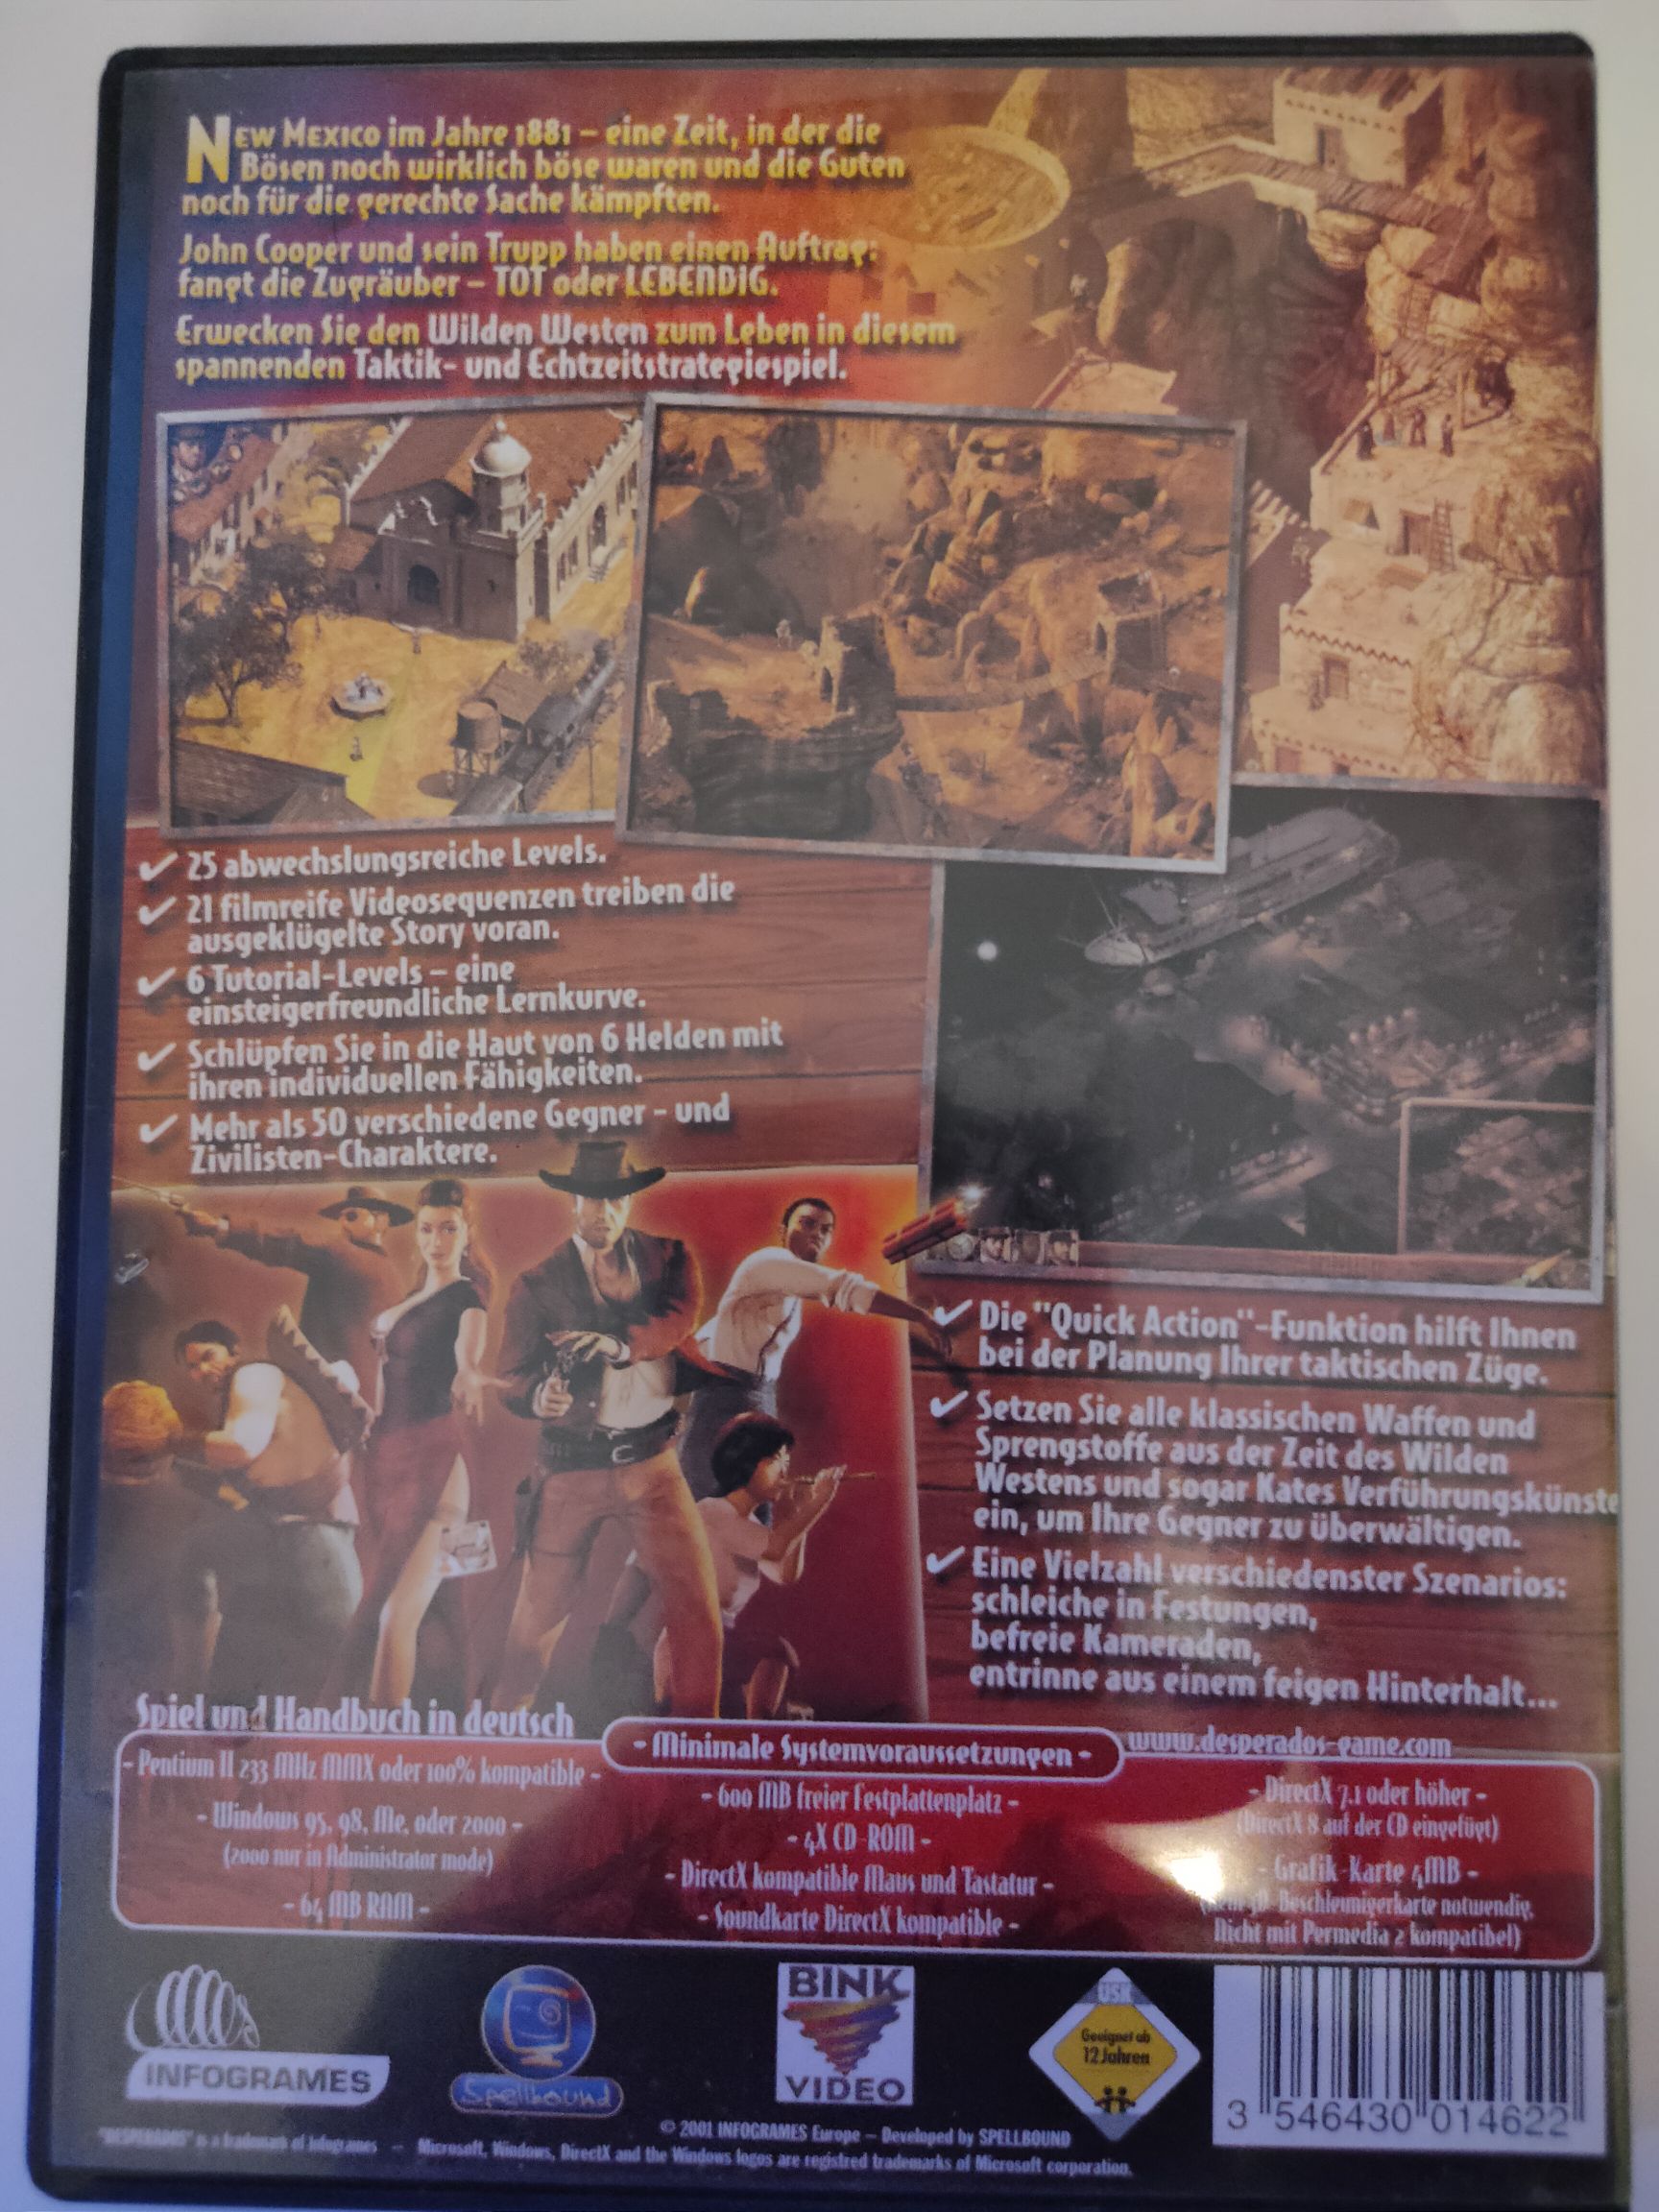 New Mexico im Jahre 1881 – eine Zeit, in der die
Bösen noch wirklich böse waren und die Guten
noch für die gerechte Sache kämpften.
John Cooper und sein Trupp haben einen Auftrag:
fangt die Zugräuber – TOT oder LEBENDIG.
Erwecken Sie den Wilden Westen zum Leben in diesem
spannenden Taktik- und Echtzeitstrategiespiel.
✓ 25 abwechslungsreiche Levels.
✓ 21 filmreife Videosequenzen treiben die
ausgeklügelte Story voran.
✓ 6 Tutorial-Levels – eine
einsteigerfreundliche Lernkurve.
✓ Schlüpfen Sie in die Haut von 6 Helden mit
ihren individuellen Fähigkeiten.
✓ Mehr als 50 verschiedene Gegner - und
Zivilisten-Charaktere.
✓ Die "Quick Action"-Funktion hilft Ihnen
bei der Planung Ihrer taktischen Züge.
✓ Setzen Sie alle klassischen Waffen und
Sprengstoffe aus der Zeit des Wilden
Westens und sogar Kates Verführungskünste
ein, um Ihre Gegner zu überwältigen.
✓ Eine Vielzahl verschiedenster Szenarios:
schleiche in Festungen,
befreie Kameraden,
entrinne aus einem feigen Hinterhalt...
Spiel und Handbuch in deutsch
www.desperados-game.com
- Minimale Systemvoraussetzungen -
- Pentium II 233 MHz MMX oder 100% kompatible -
- Windows 95, 98, Me, oder 2000 -
(2000 nur in Administrator mode)
- 64 MB RAM -
- 600 MB freier Festplattenplatz -
- 4X CD-ROM -
- DirectX kompatible Maus und Tastatur -
- Soundkarte DirectX kompatible -
- DirectX 7.1 oder höher -
(DirectX 8 auf der CD eingefügt)
- Grafik-Karte 4MB -
3D-Beschleunigerkarte notwendig,
Nicht mit Permedia 2 kompatibel)
INFOGRAMES
Spellbound
BINK
VIDEO
USK
Geeignet ab
12 Jahren
3 546430 014622
© 2001 INFOGRAMES Europe – Developed by SPELLBOUND
"DESPERADOS" is a trademark of Infogrames – Microsoft, Windows, DirectX and the Windows logos are registred trademarks of Microsoft corporation.